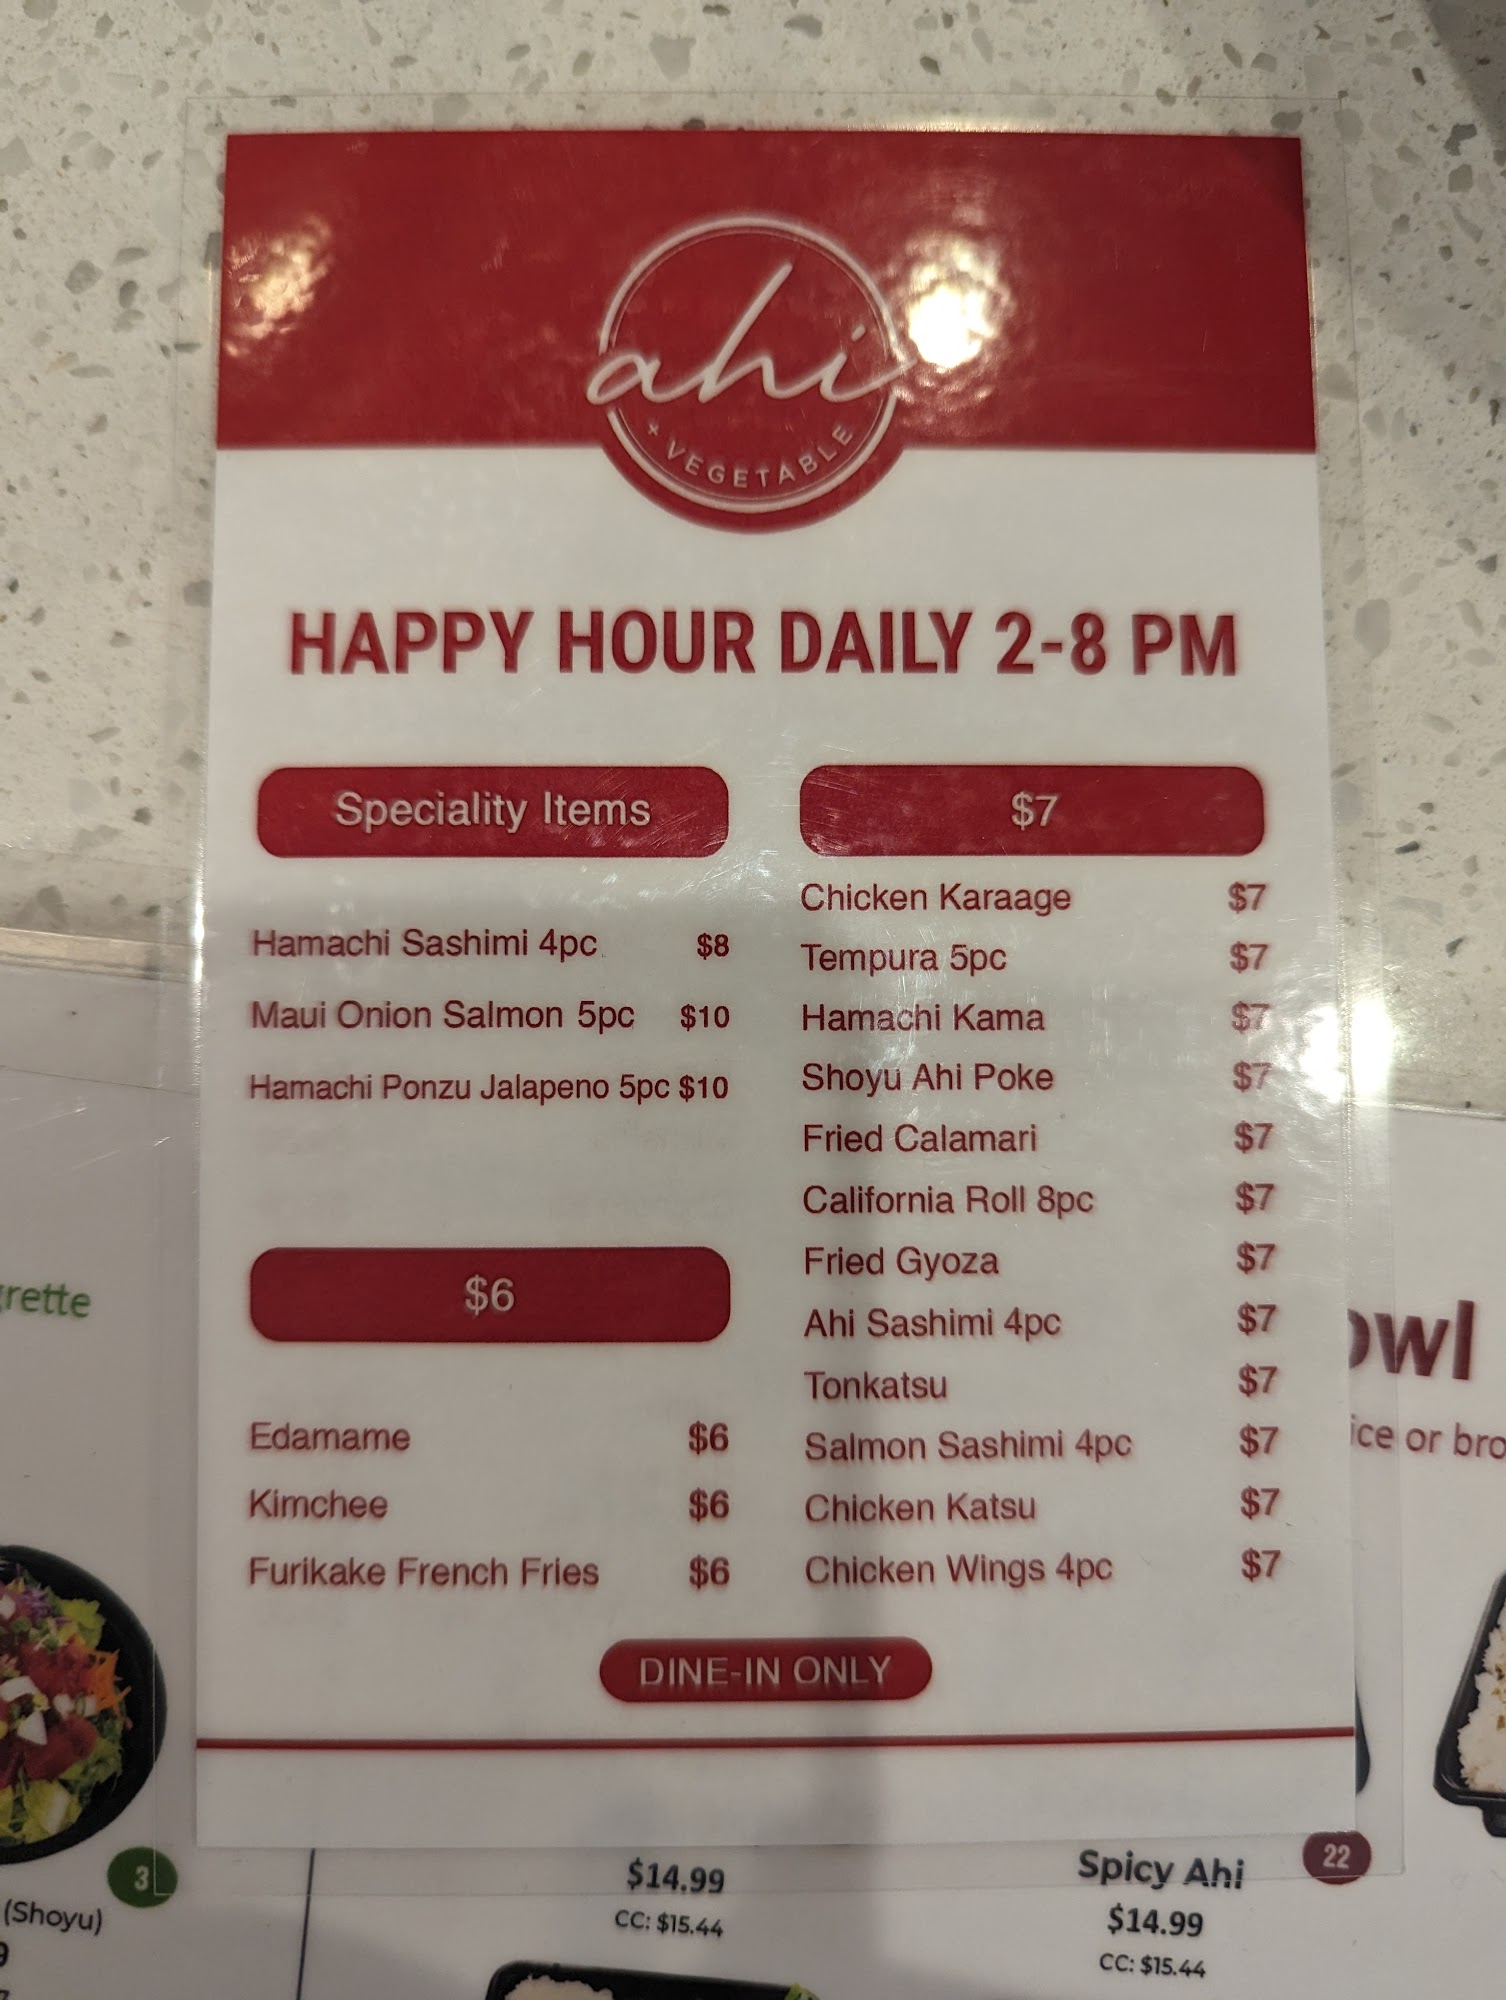 ahi
+ VEGETABLE
HAPPY HOUR DAILY 2-8 PM
Speciality Items
Hamachi Sashimi 4pc $8
Maui Onion Salmon 5pc $10
Hamachi Ponzu Jalapeno 5pc $10
$6
Edamame $6
Kimchee $6
Furikake French Fries $6
$7
Chicken Karaage $7
Tempura 5pc $7
Hamachi Kama $7
Shoyu Ahi Poke $7
Fried Calamari $7
California Roll 8pc $7
Fried Gyoza $7
Ahi Sashimi 4pc $7
Tonkatsu $7
Salmon Sashimi 4pc $7
Chicken Katsu $7
Chicken Wings 4pc $7
DINE-IN ONLY
rette
owl
ice or bro
3
(Shoyu)
$14.99
CC: $15.44
Spicy Ahi
22
$14.99
CC: $15.44